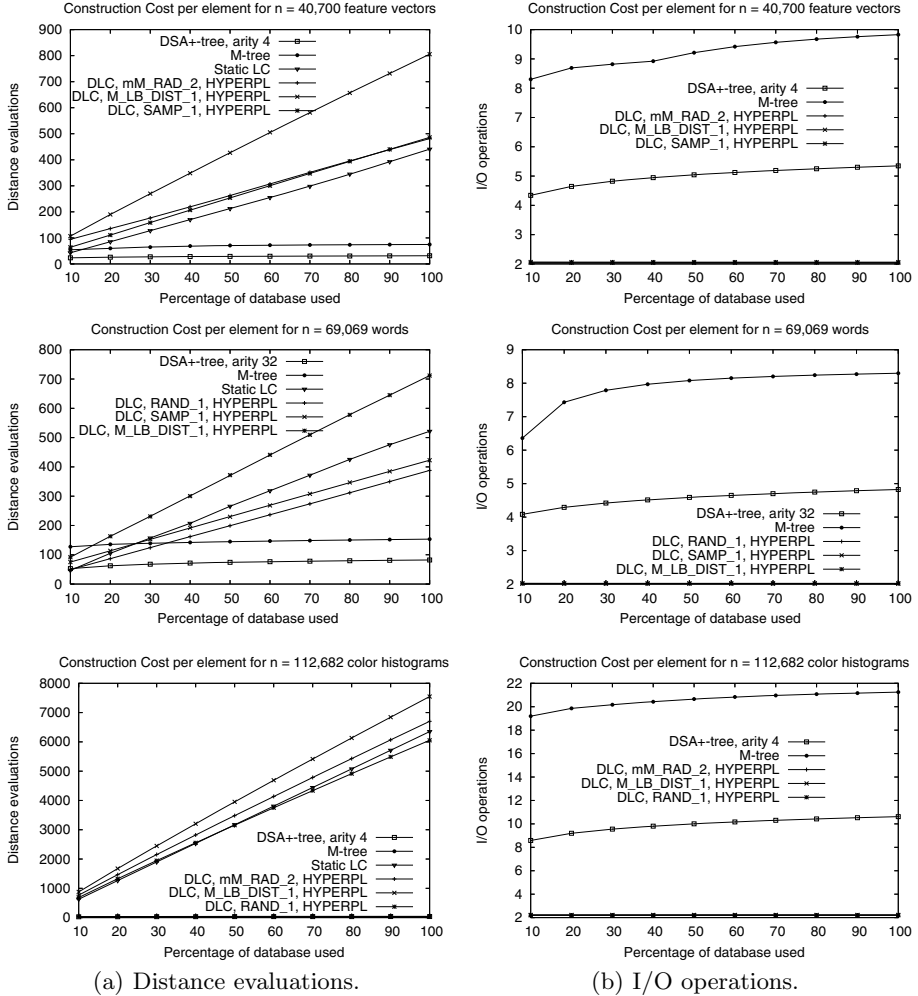 Construction Cost per element for n = 40,700 feature vectors
Distance evaluations
900
800
700
600
500
400
300
200
100
0
DSA+-tree, arity 4
M-tree
Static LC
DLC, mM_RAD_2, HYPERPL
DLC, M_LB_DIST_1, HYPERPL
DLC, SAMP_1, HYPERPL
10 20 30 40 50 60 70 80 90 100
Percentage of database used
Construction Cost per element for n = 40,700 feature vectors
I/O operations
10
9
8
7
6
5
4
3
2
DSA+-tree, arity 4
M-tree
DLC, mM_RAD_2, HYPERPL
DLC, M_LB_DIST_1, HYPERPL
DLC, SAMP_1, HYPERPL
10 20 30 40 50 60 70 80 90 100
Percentage of database used
Construction Cost per element for n = 69,069 words
Distance evaluations
800
700
600
500
400
300
200
100
0
DSA+-tree, arity 32
M-tree
Static LC
DLC, RAND_1, HYPERPL
DLC, SAMP_1, HYPERPL
DLC, M_LB_DIST_1, HYPERPL
10 20 30 40 50 60 70 80 90 100
Percentage of database used
Construction Cost per element for n = 69,069 words
I/O operations
9
8
7
6
5
4
3
2
DSA+-tree, arity 32
M-tree
DLC, RAND_1, HYPERPL
DLC, SAMP_1, HYPERPL
DLC, M_LB_DIST_1, HYPERPL
10 20 30 40 50 60 70 80 90 100
Percentage of database used
Construction Cost per element for n = 112,682 color histograms
Distance evaluations
8000
7000
6000
5000
4000
3000
2000
1000
0
DSA+-tree, arity 4
M-tree
Static LC
DLC, mM_RAD_2, HYPERPL
DLC, M_LB_DIST_1, HYPERPL
DLC, RAND_1, HYPERPL
10 20 30 40 50 60 70 80 90 100
Percentage of database used
Construction Cost per element for n = 112,682 color histograms
I/O operations
22
20
18
16
14
12
10
8
6
4
2
DSA+-tree, arity 4
M-tree
DLC, mM_RAD_2, HYPERPL
DLC, M_LB_DIST_1, HYPERPL
DLC, RAND_1, HYPERPL
10 20 30 40 50 60 70 80 90 100
Percentage of database used
(a) Distance evaluations.
(b) I/O operations.